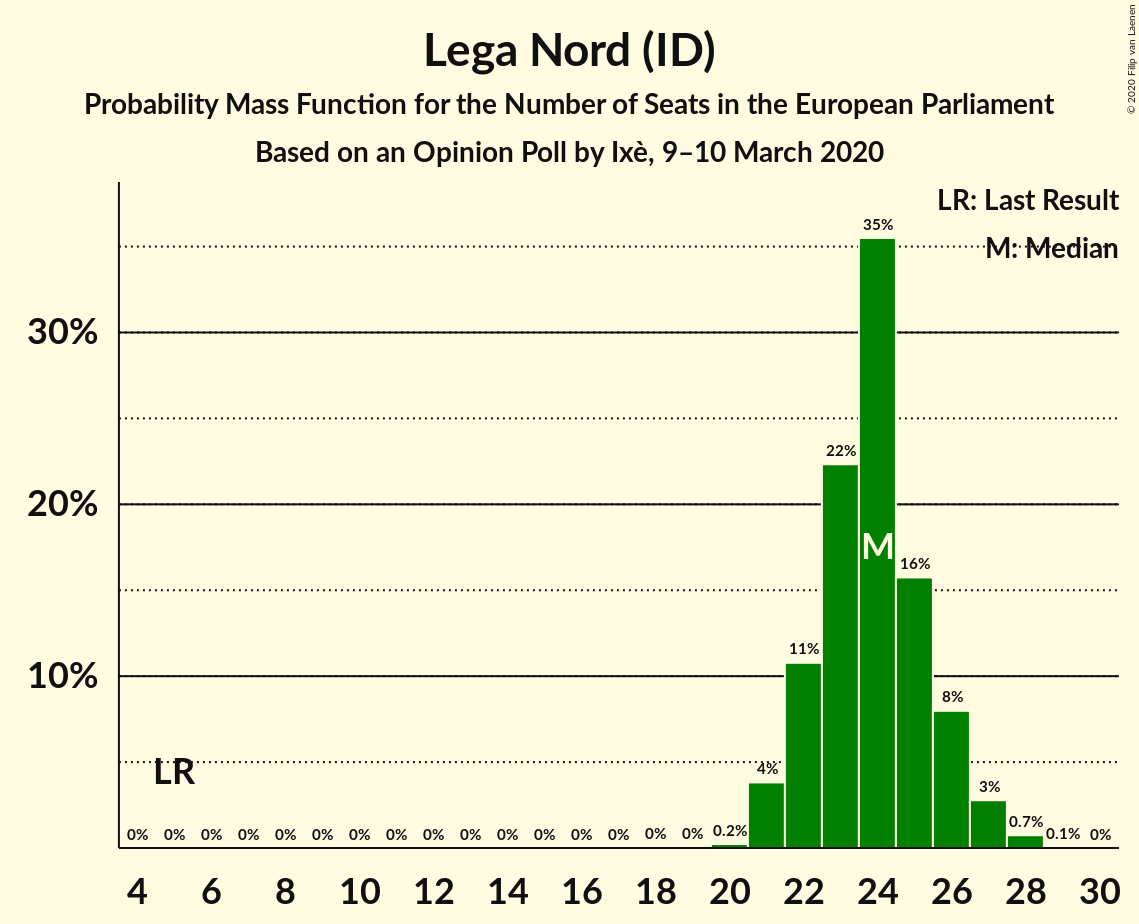 Lega Nord (ID)
Probability Mass Function for the Number of Seats in the European Parliament
Based on an Opinion Poll by Ixè, 9–10 March 2020
© 2020 Filip van Laenen
LR: Last Result
M: Median
35%
30%
22%
20%
M
16%
11%
10%
8%
LR
4%
3%
0% 0% 0% 0% 0% 0% 0% 0% 0% 0% 0% 0% 0% 0% 0% 0% 0.2% 0.7% 0.1% 0%
4 6 8 10 12 14 16 18 20 22 24 26 28 30